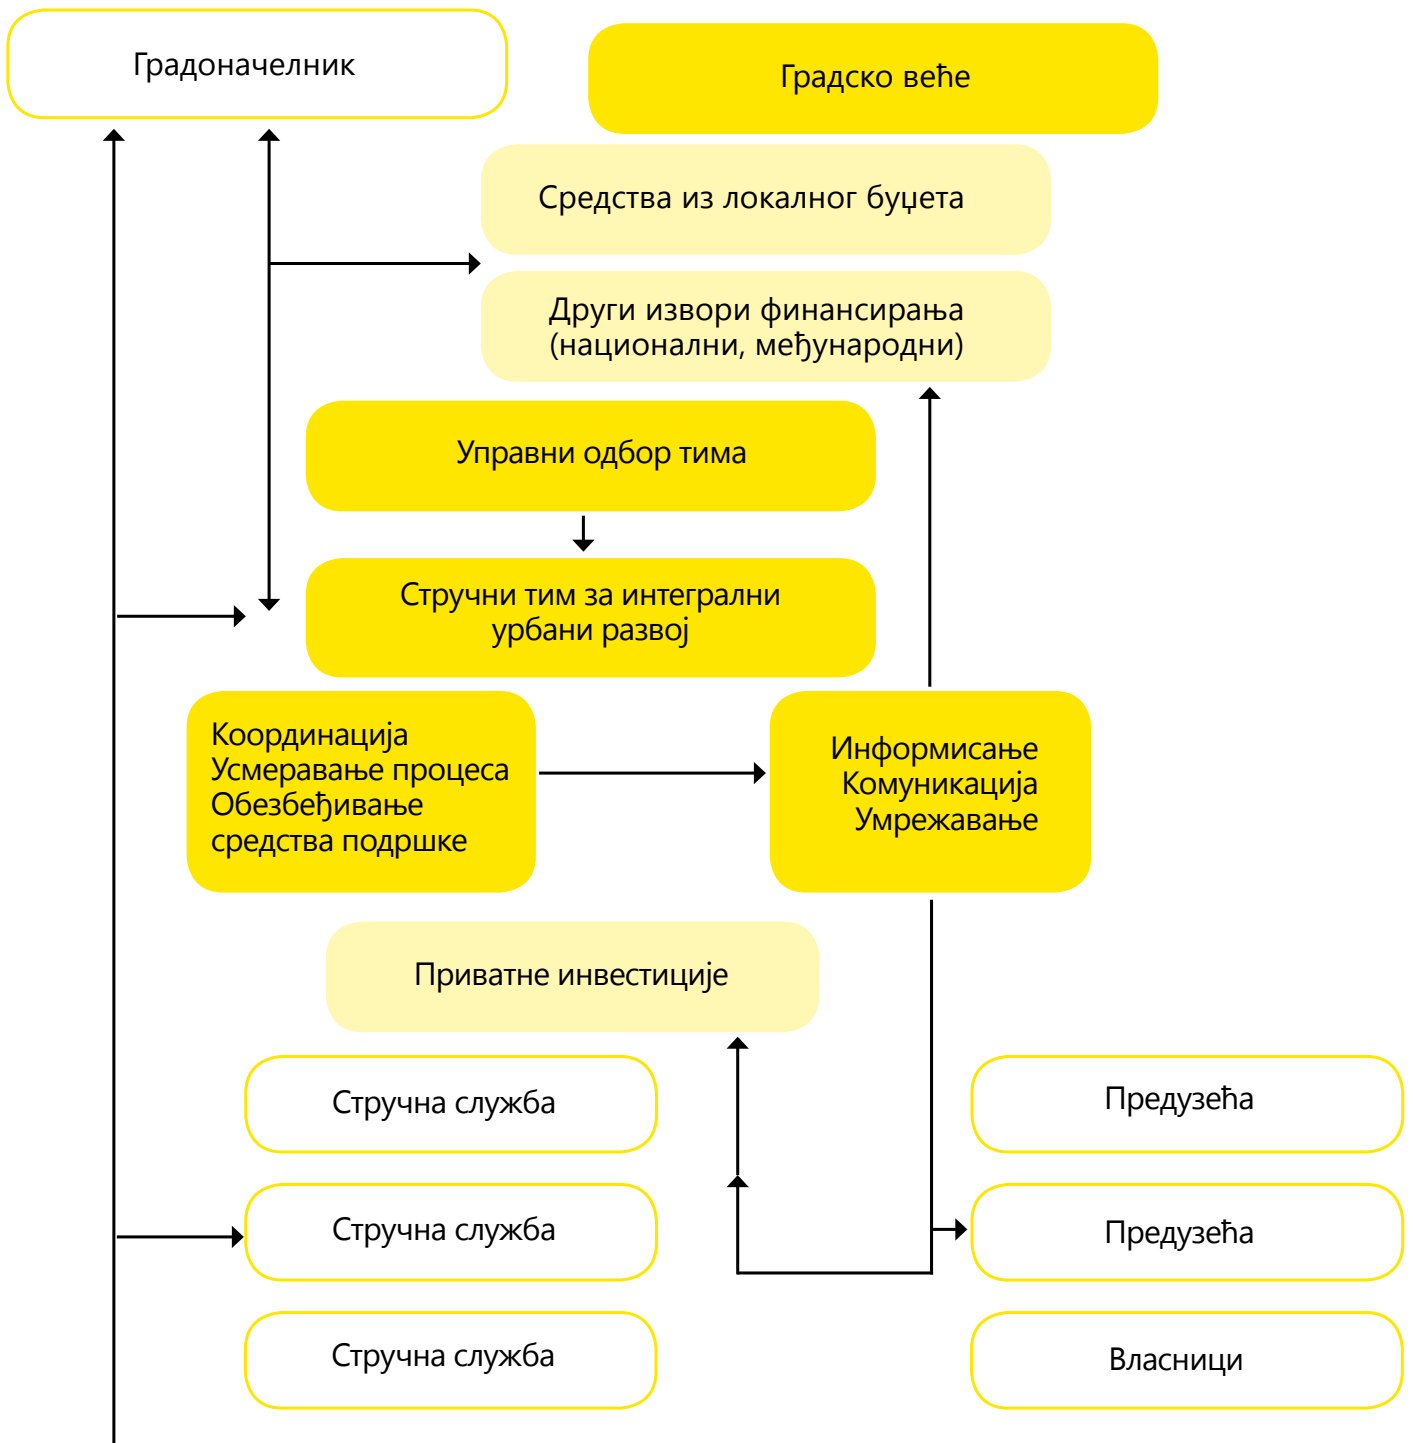 Градоначелник
Градско веће
Средства из локалног буџета
Други извори финансирања
(национални, међународни)
Управни одбор тима
Стручни тим за интегрални
урбани развој
Координација
Усмеравање процеса
Обезбеђивање
средства подршке
Информисање
Комуникација
Умрежавање
Приватне инвестиције
Стручна служба
Предузећа
Стручна служба
Предузећа
Стручна служба
Власници